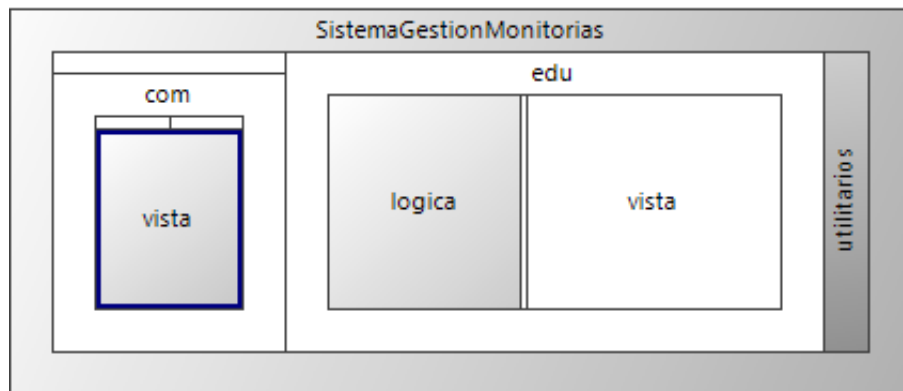 SistemaGestionMonitorias
com
vista
edu
logica
vista
utilitarios